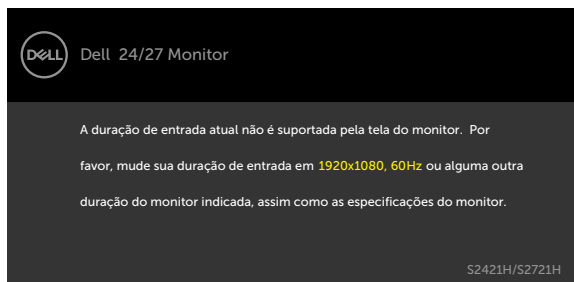 DELL
Dell 24/27 Monitor
A duração de entrada atual não é suportada pela tela do monitor. Por
favor, mude sua duração de entrada em 1920x1080, 60Hz ou alguma outra
duração do monitor indicada, assim como as especificações do monitor.
S2421H/S2721H